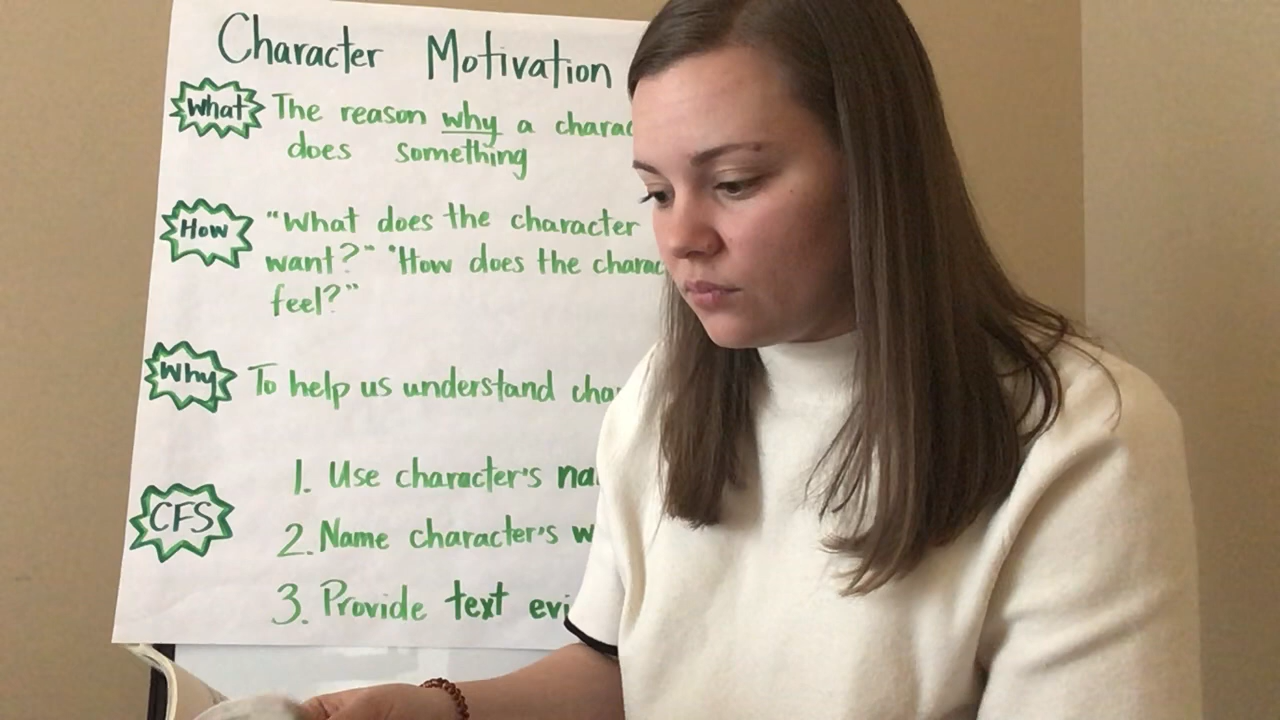 Character Motivation
What The reason why a charac
does something
How "What does the character
want?" "How does the charac
feel?"
Why To help us understand cha
1. Use character's na
CFS
2. Name character's w
3. Provide text evi